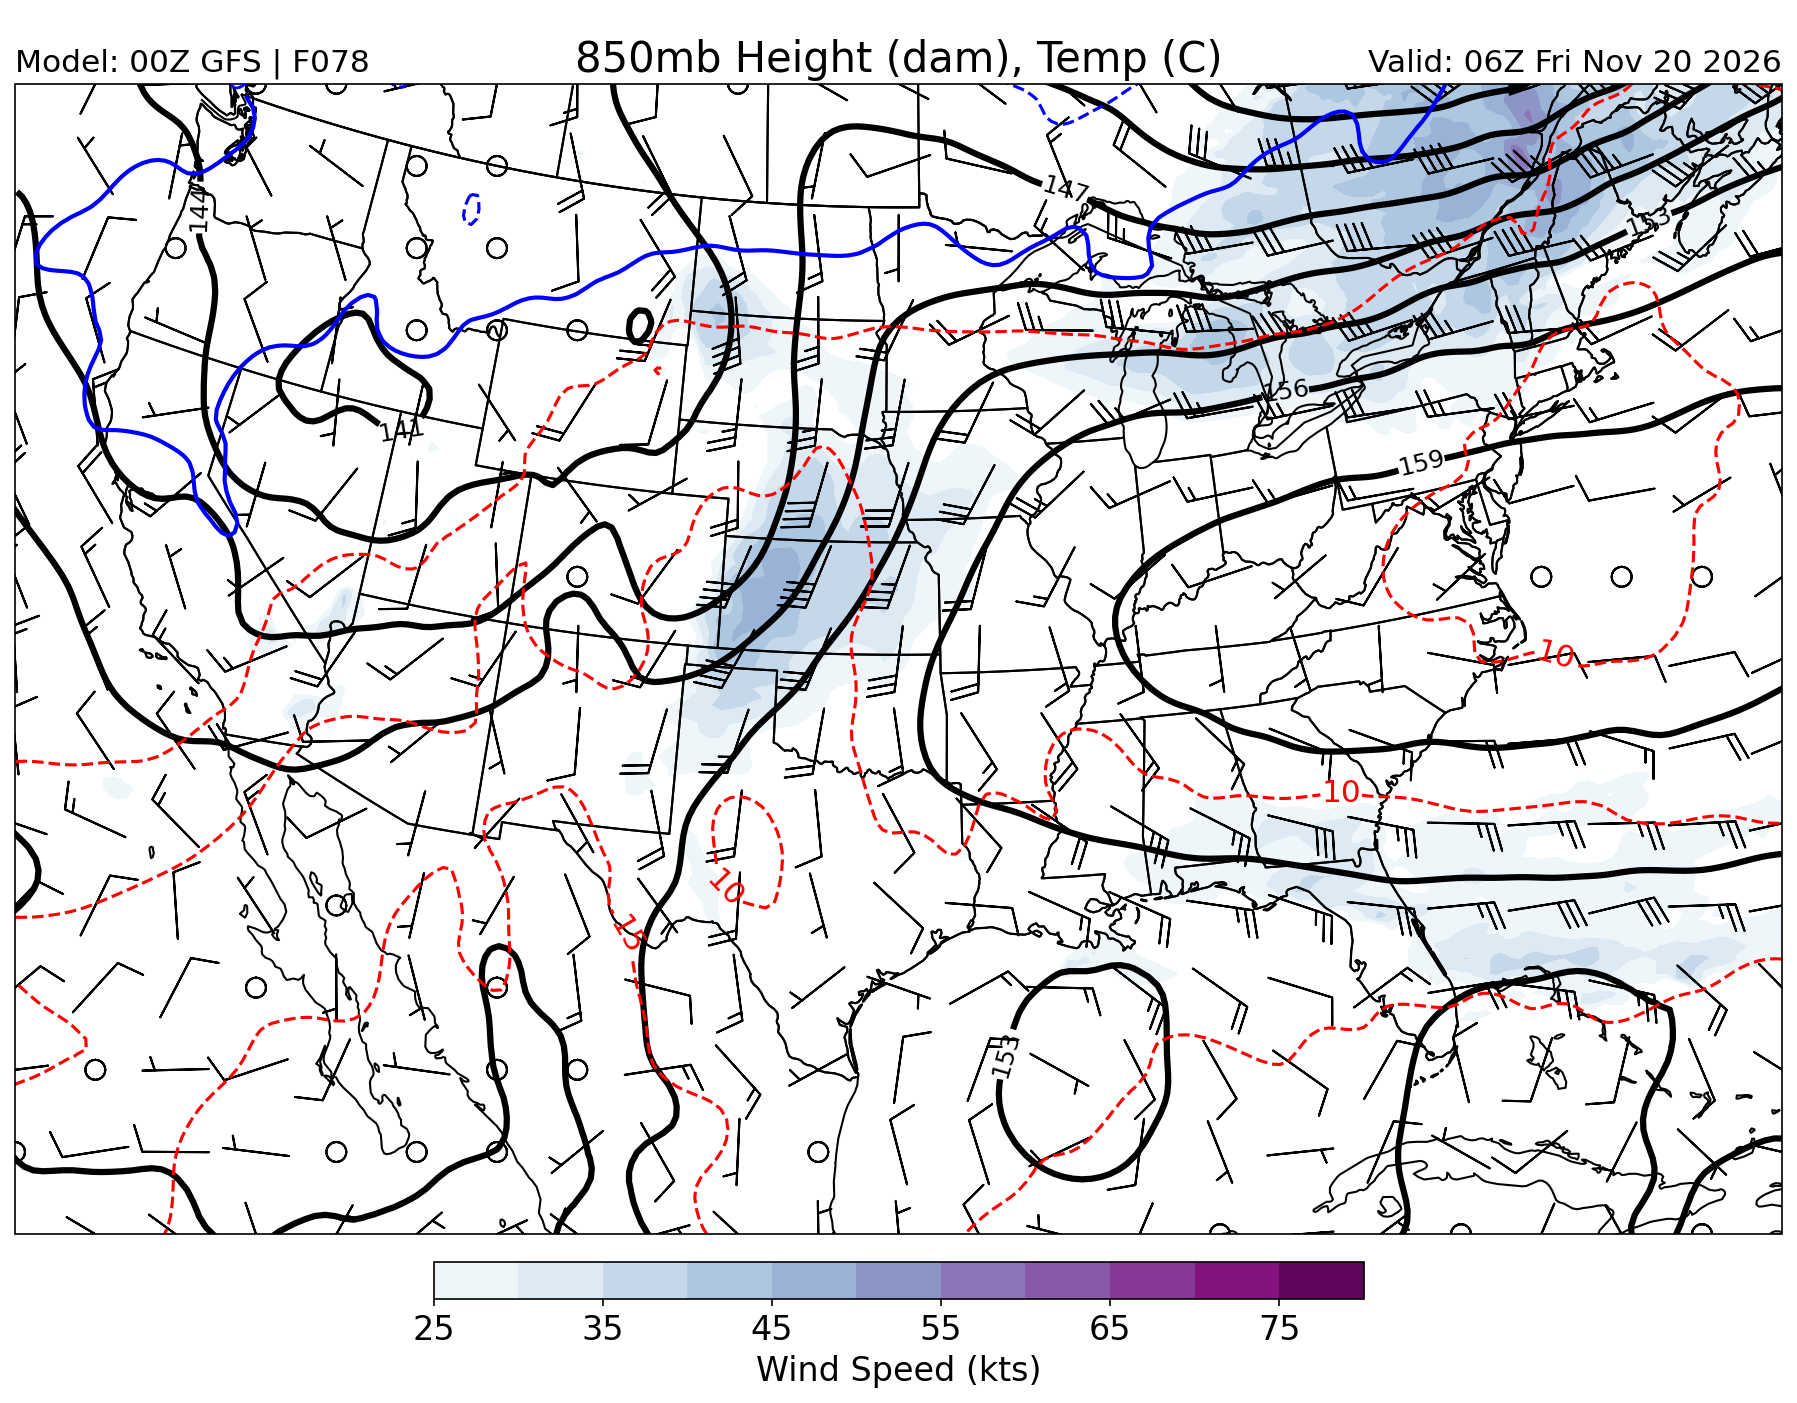 Model: 00Z GFS | F078
850mb Height (dam), Temp (C)
Valid: 06Z Fri Nov 20 2026
147
144
153
156
141
159
10
10
10
15
153
25 35 45 55 65 75
Wind Speed (kts)